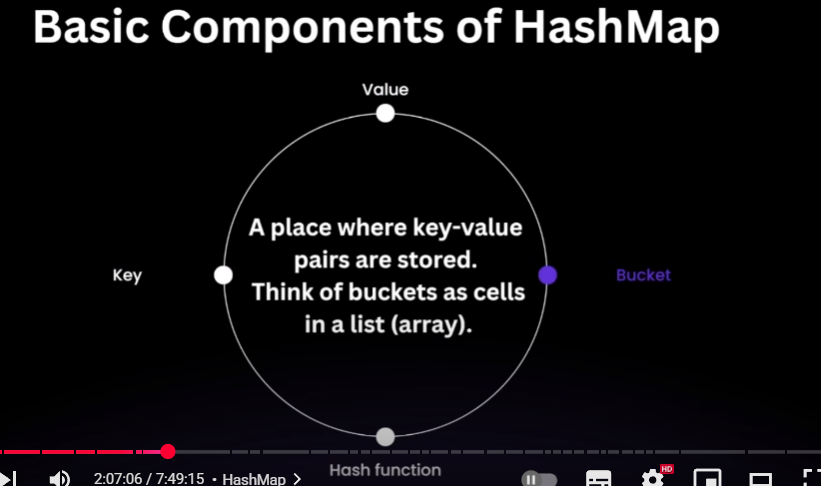 Basic Components of HashMap
Value
A place where key-value
pairs are stored.
Think of buckets as cells
in a list (array).
Key
Bucket
Hash function
2:07:06 / 7:49:15 • HashMap >
HD